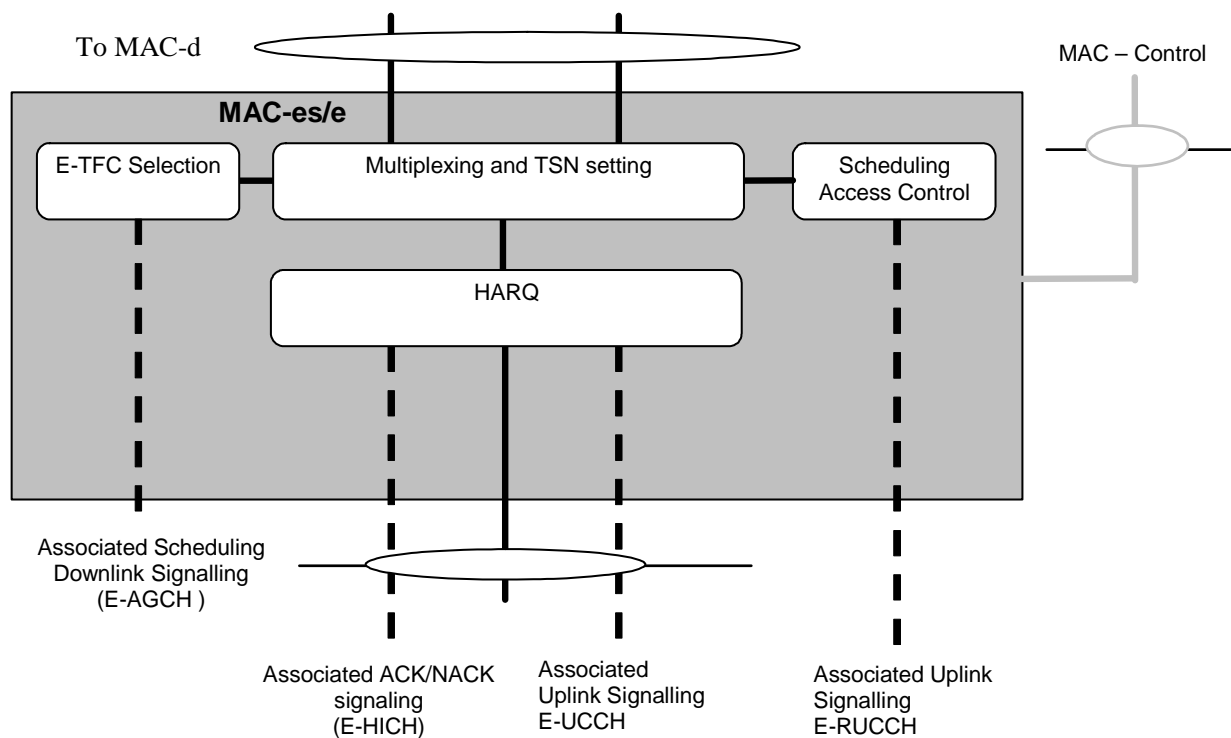 To MAC-d
MAC – Control
MAC-es/e
E-TFC Selection
Multiplexing and TSN setting
Scheduling
Access Control
HARQ
Associated Scheduling
Downlink Signalling
(E-AGCH )
Associated ACK/NACK
signaling
(E-HICH)
Associated
Uplink Signalling
E-UCCH
Associated Uplink
Signalling
E-RUCCH